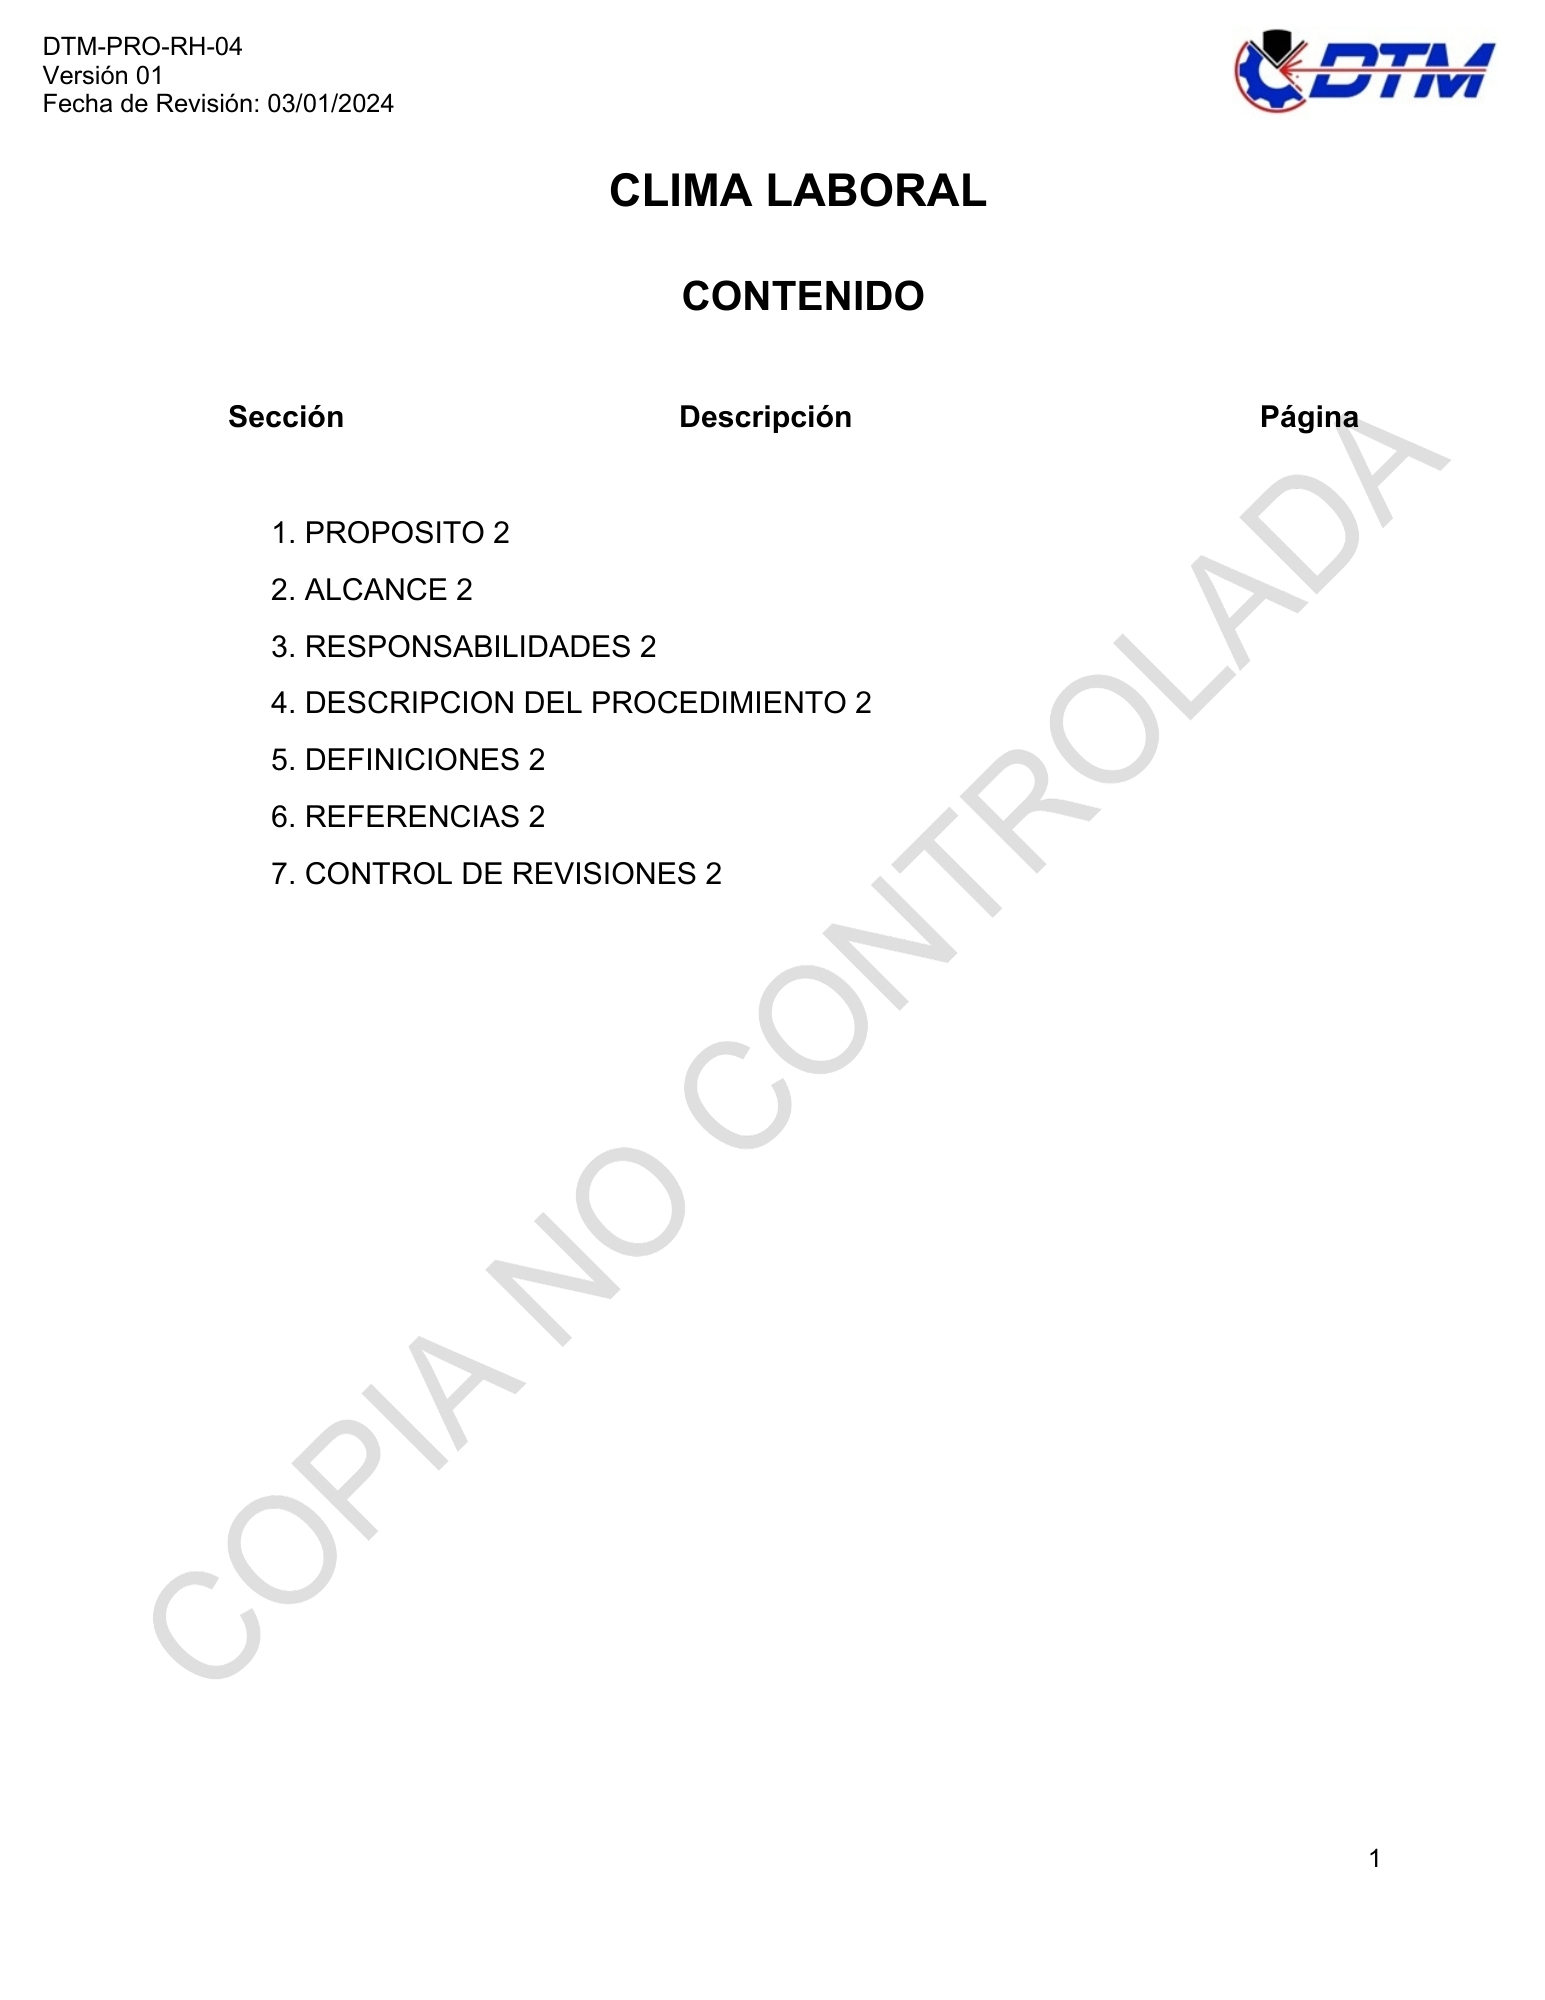 DTM-PRO-RH-04
Versión 01
Fecha de Revisión: 03/01/2024
DTM
CLIMA LABORAL
CONTENIDO
Sección Descripción Página
1. PROPOSITO 2
2. ALCANCE 2
3. RESPONSABILIDADES 2
4. DESCRIPCION DEL PROCEDIMIENTO 2
5. DEFINICIONES 2
6. REFERENCIAS 2
7. CONTROL DE REVISIONES 2
COPIA NO CONTROLADA
1